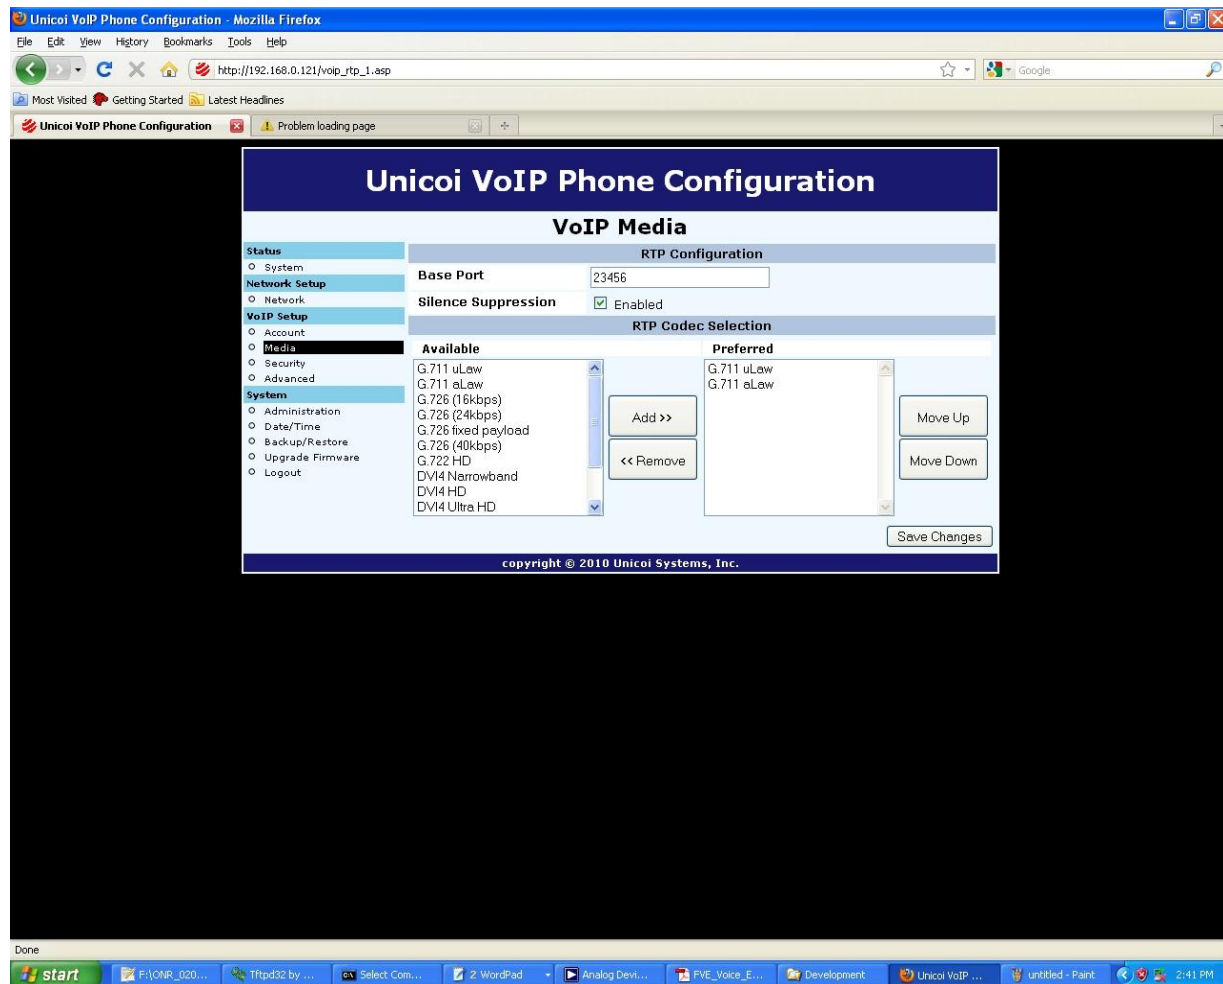 Unicoi VoIP Phone Configuration - Mozilla Firefox
File Edit View History Bookmarks Tools Help
http://192.168.0.121/voip_rtp_1.asp
Google
Most Visited Getting Started Latest Headlines
Unicoi VoIP Phone Configuration Problem loading page
Unicoi VoIP Phone Configuration
VoIP Media
Status
System
Network Setup
Network
VoIP Setup
Account
Media
Security
Advanced
System
Administration
Date/Time
Backup/Restore
Upgrade Firmware
Logout
RTP Configuration
Base Port 23456
Silence Suppression Enabled
RTP Codec Selection
Available
G.711 uLaw
G.711 aLaw
G.726 (16kbps)
G.726 (24kbps)
G.726 fixed payload
G.726 (40kbps)
G.722 HD
DVI4 Narrowband
DVI4 HD
DVI4 Ultra HD
Add >>
<< Remove
Preferred
G.711 uLaw
G.711 aLaw
Move Up
Move Down
Save Changes
copyright © 2010 Unicoi Systems, Inc.
Done
start F:\ONR_020... Tftpd32 by ... Select Com... 2 WordPad Analog Devi... FVE_Voice_E... Development Unicoi VoIP ... untitled - Paint 2:41 PM